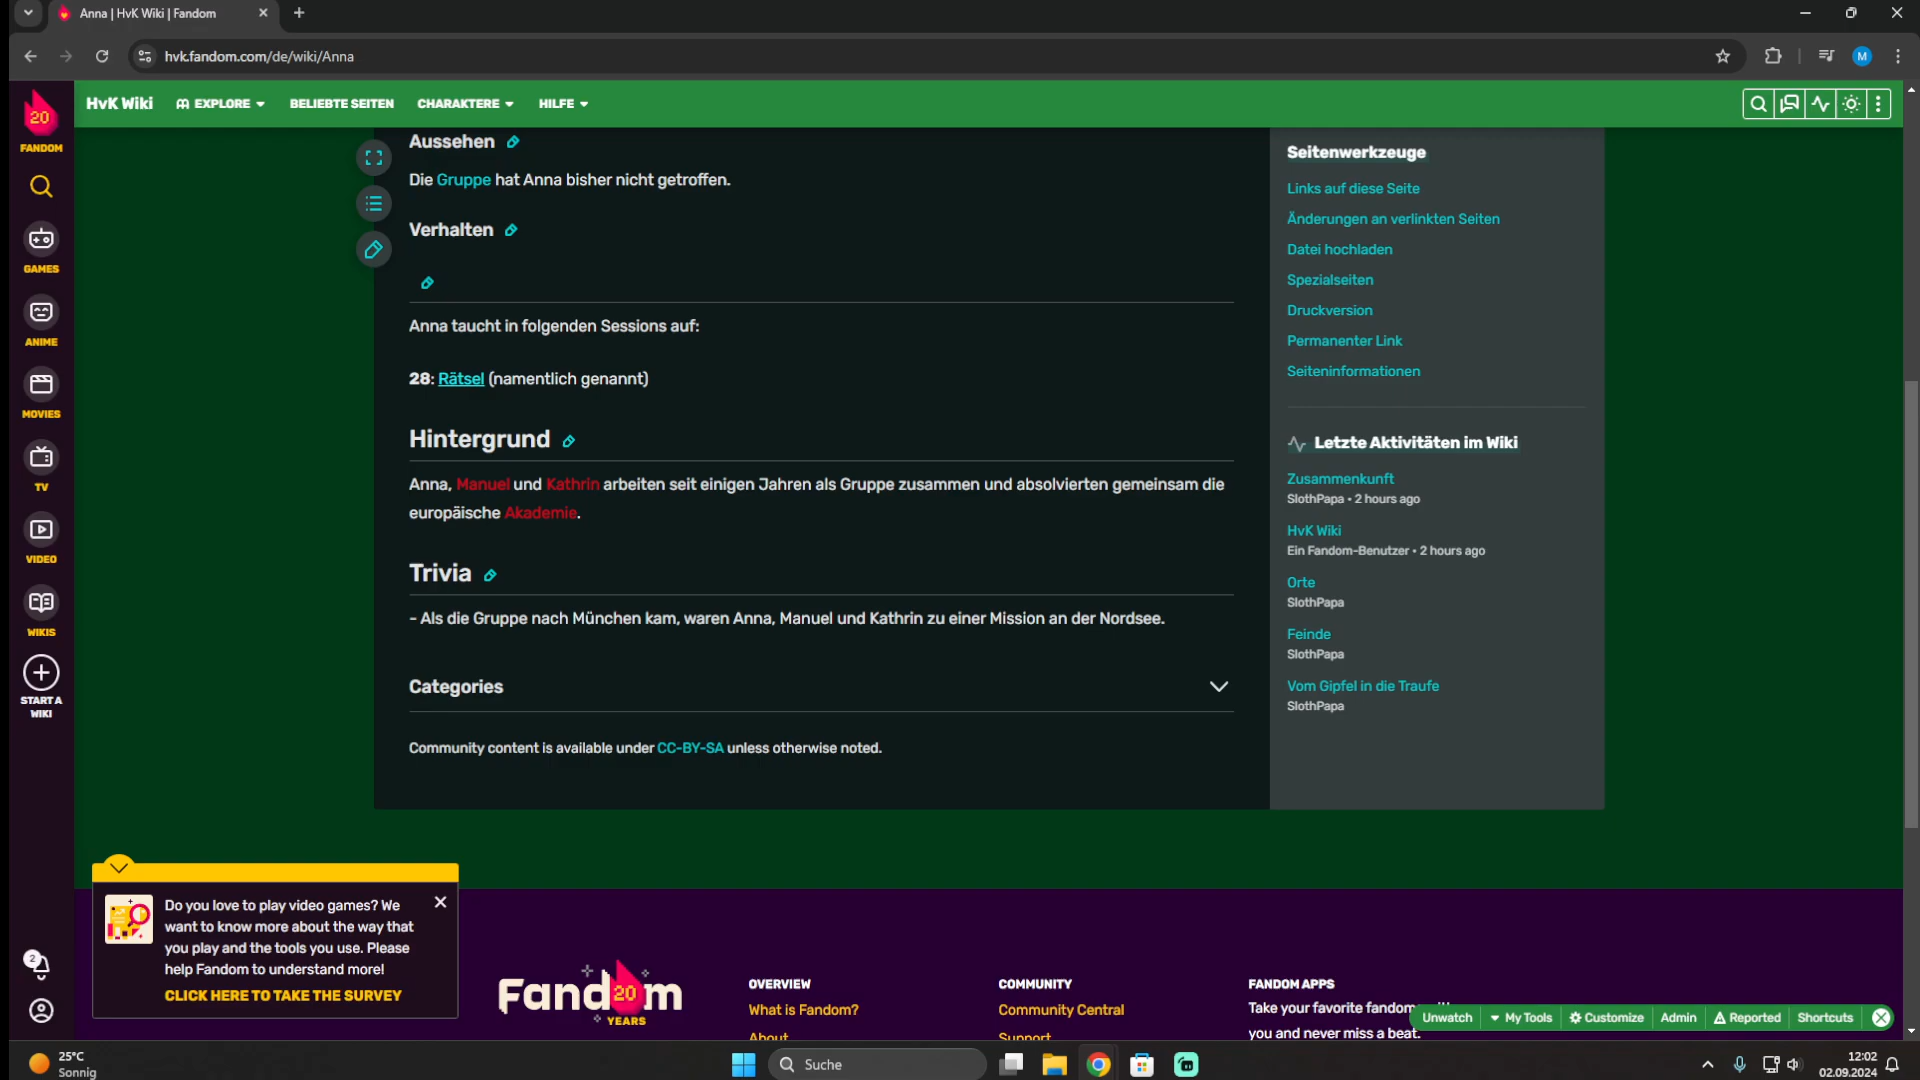 Anna | HvK Wiki | Fandom
hvk.fandom.com/de/wiki/Anna
M
HvK Wiki EXPLORE BELIEBTE SEITEN CHARAKTERE HILFE
20
FANDOM
GAMES
ANIME
MOVIES
TV
VIDEO
WIKIS
START A
WIKI
2
Aussehen
Die Gruppe hat Anna bisher nicht getroffen.
Verhalten
Anna taucht in folgenden Sessions auf:
28: Rätsel (namentlich genannt)
Hintergrund
Anna, Manuel und Kathrin arbeiten seit einigen Jahren als Gruppe zusammen und absolvierten gemeinsam die
europäische Akademie.
Trivia
- Als die Gruppe nach München kam, waren Anna, Manuel und Kathrin zu einer Mission an der Nordsee.
Categories
Community content is available under CC-BY-SA unless otherwise noted.
Seitenwerkzeuge
Links auf diese Seite
Änderungen an verlinkten Seiten
Datei hochladen
Spezialseiten
Druckversion
Permanenter Link
Seiteninformationen
Letzte Aktivitäten im Wiki
Zusammenkunft
SlothPapa • 2 hours ago
HvK Wiki
Ein Fandom-Benutzer • 2 hours ago
Orte
SlothPapa
Feinde
SlothPapa
Vom Gipfel in die Traufe
SlothPapa
Do you love to play video games? We
want to know more about the way that
you play and the tools you use. Please
help Fandom to understand more!
CLICK HERE TO TAKE THE SURVEY
Fandom
20
YEARS
OVERVIEW
What is Fandom?
About
COMMUNITY
Community Central
Support
FANDOM APPS
Take your favorite fandoms
you and never miss a beat.
Unwatch My Tools Customize Admin Reported Shortcuts
25°C
Sonnig
Suche
12:02
02.09.2024